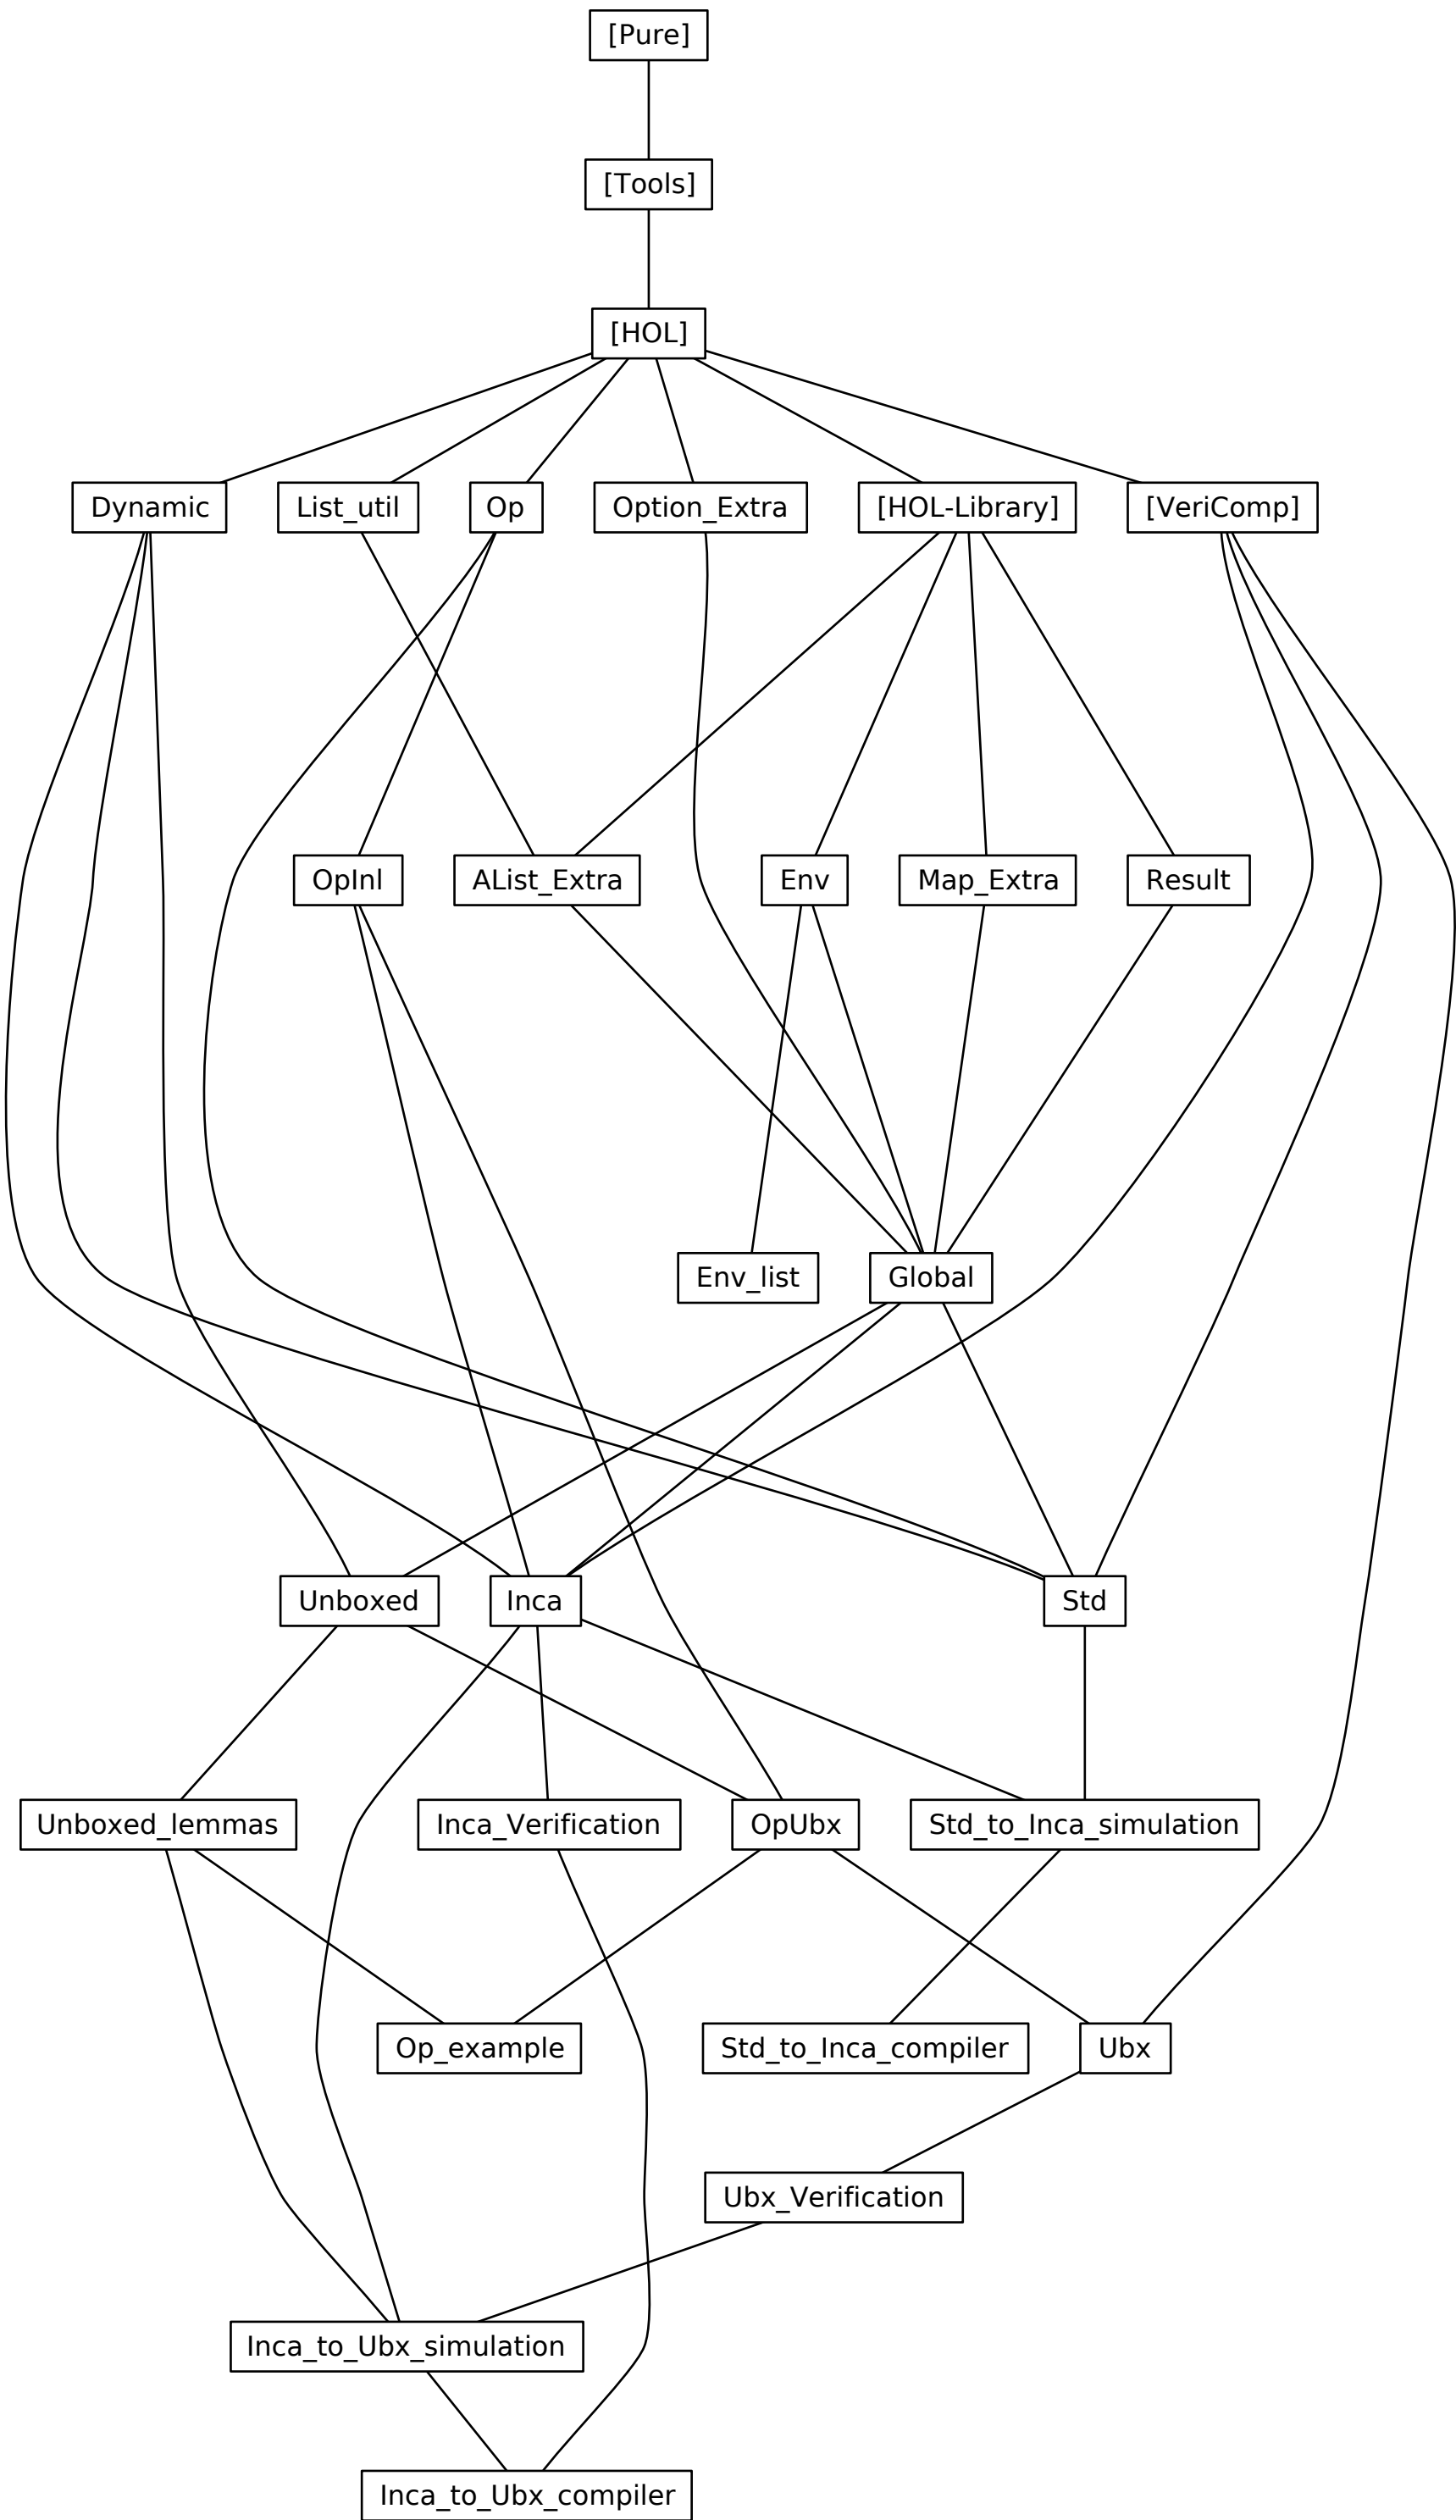 [Pure]
[Tools]
[HOL]
Dynamic
List_util
Op
Option_Extra
[HOL-Library]
[VeriComp]
OpInl
AList_Extra
Env
Map_Extra
Result
Env_list
Global
Unboxed
Inca
Std
Unboxed_lemmas
Inca_Verification
OpUbx
Std_to_Inca_simulation
Op_example
Std_to_Inca_compiler
Ubx
Ubx_Verification
Inca_to_Ubx_simulation
Inca_to_Ubx_compiler